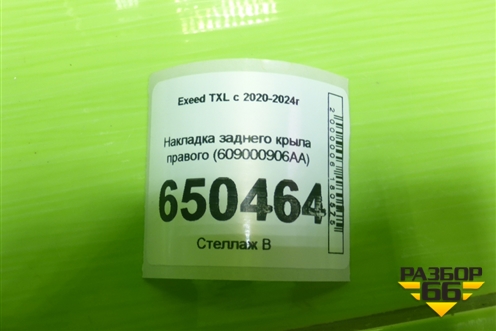 Exeed TXL с 2020-2024г
Накладка заднего крыла
правого (609000906AA)
650464
Стеллаж В
РАЗБОР
66